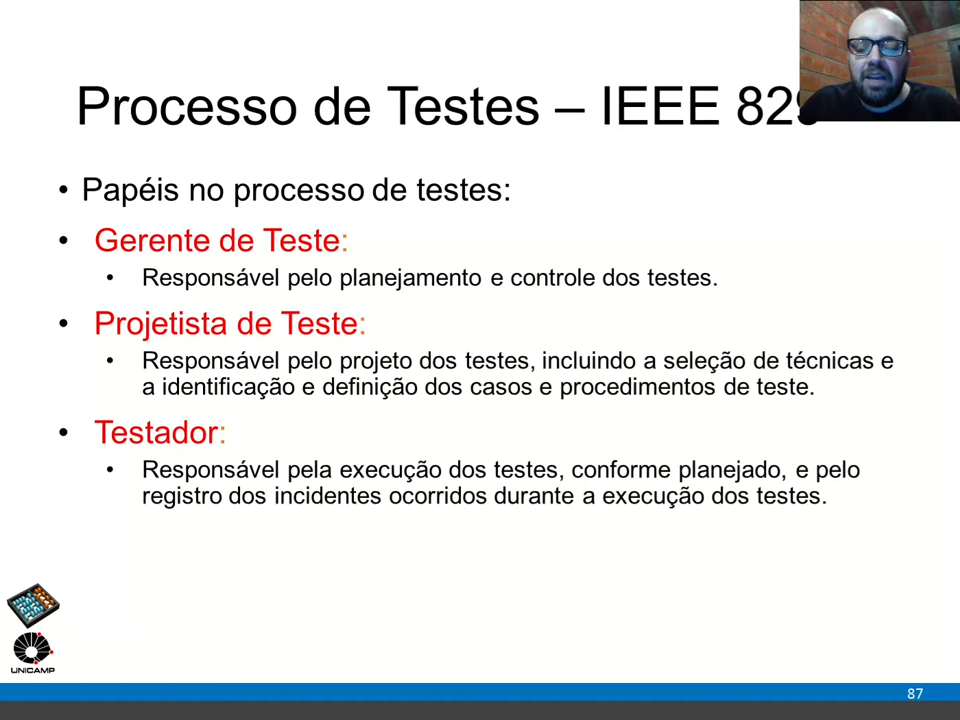 Processo de Testes – IEEE 829
• Papéis no processo de testes:
• Gerente de Teste:
• Responsável pelo planejamento e controle dos testes.
• Projetista de Teste:
• Responsável pelo projeto dos testes, incluindo a seleção de técnicas e
a identificação e definição dos casos e procedimentos de teste.
• Testador:
• Responsável pela execução dos testes, conforme planejado, e pelo
registro dos incidentes ocorridos durante a execução dos testes.
UNICAMP
87